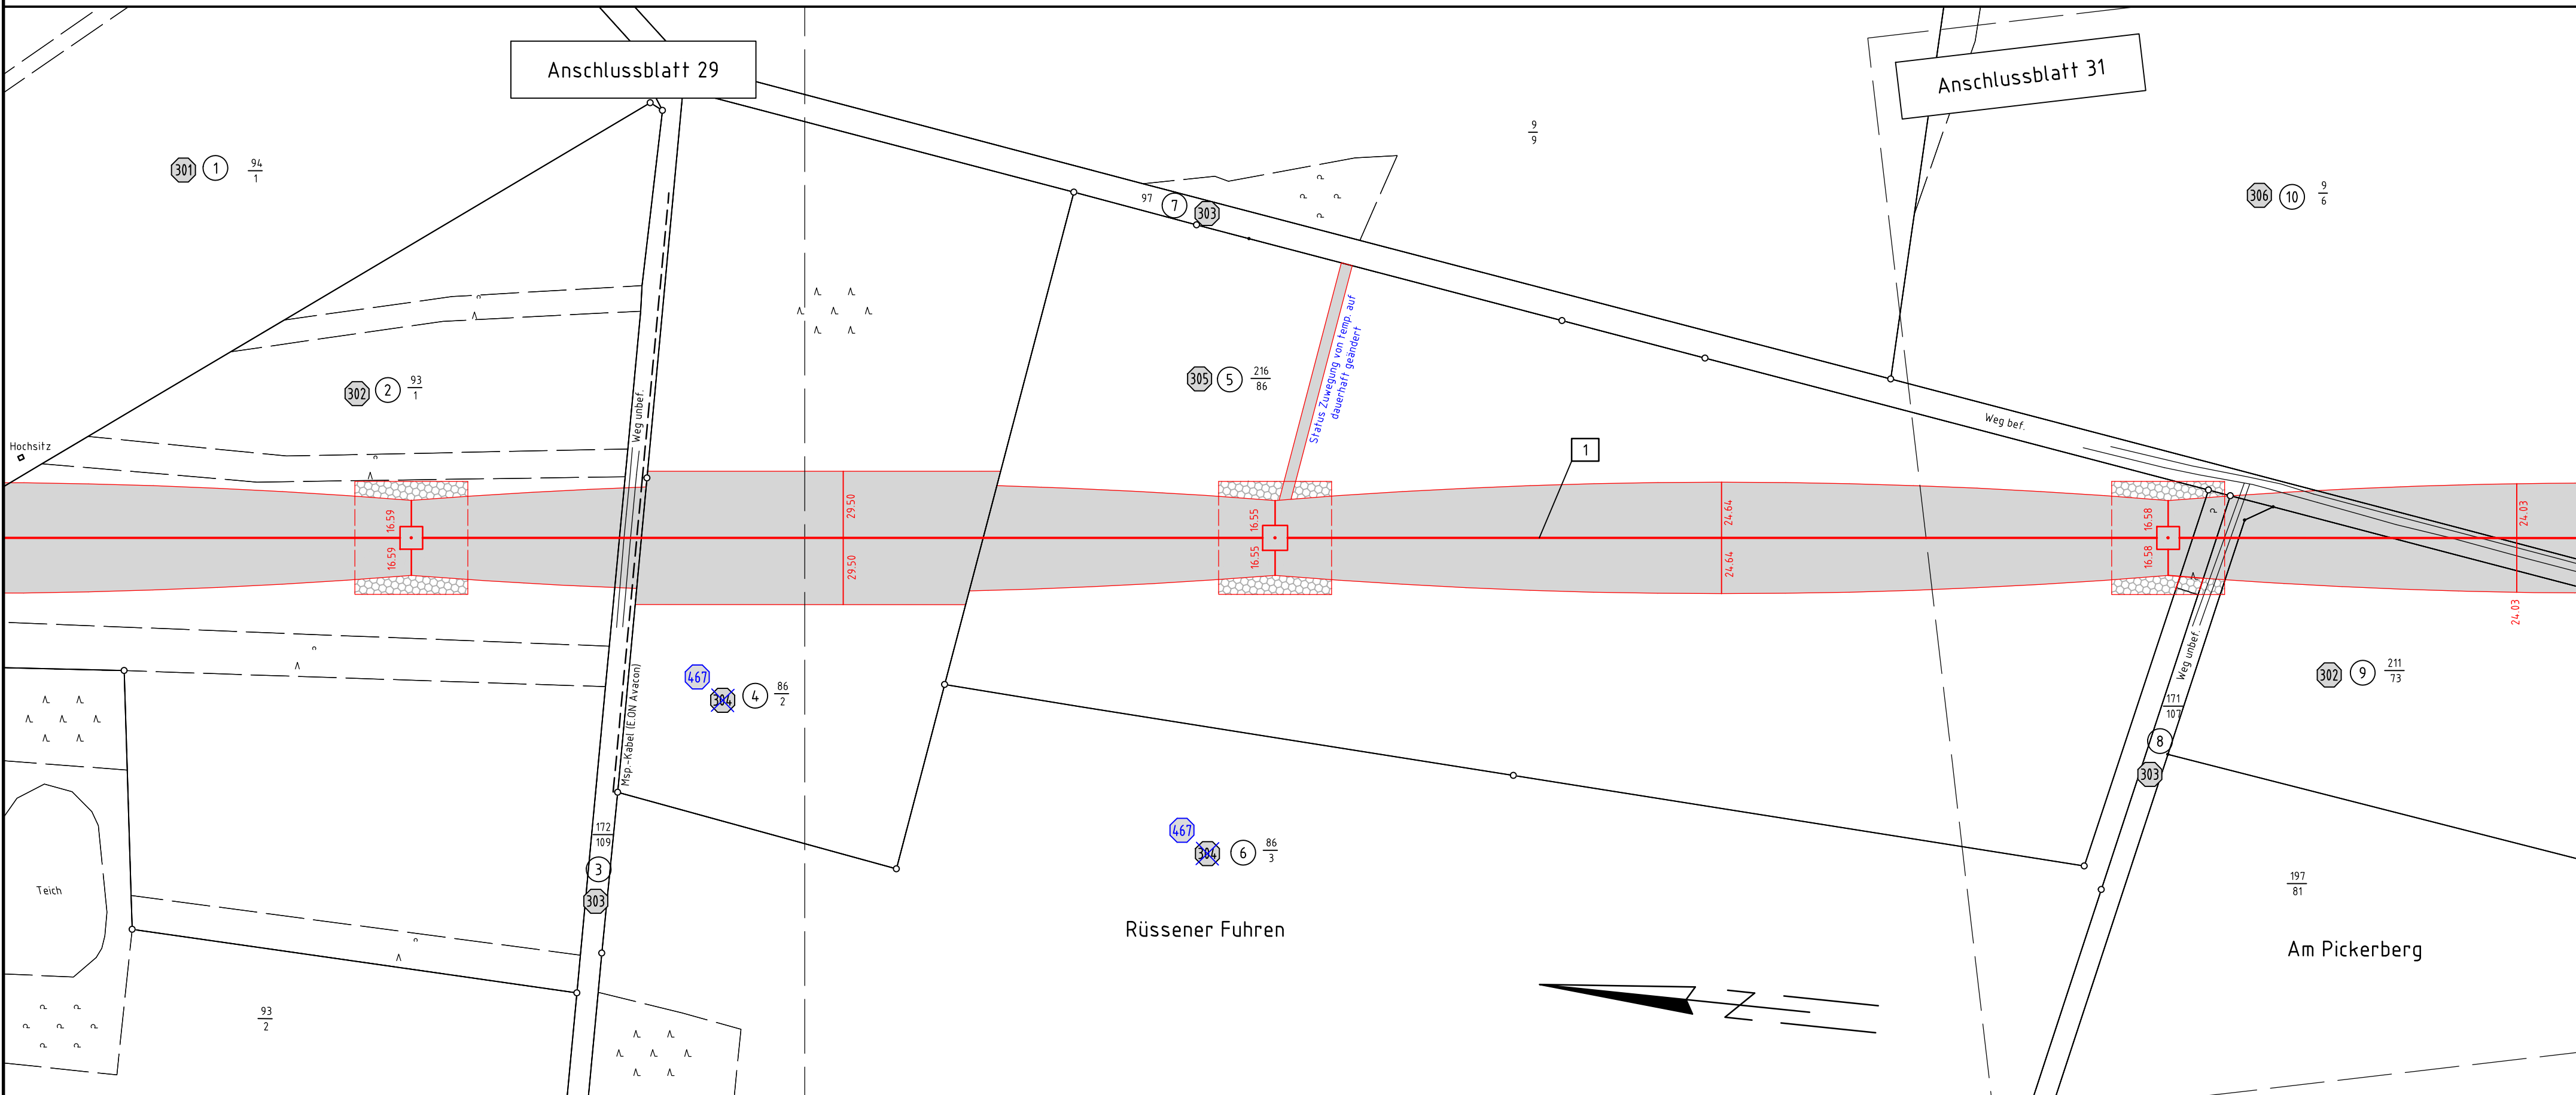 Anschlussblatt 29
Anschlussblatt 31
301 1 94/1
9/9
306 10 9/6
97 7 303
302 2 93/1
305 5 216/86
Status Zuwegung von temp. auf
dauerhaft geändert
Weg unbef.
Weg bef.
Hochsitz
1
16.59
16.59
29.50
29.50
16.55
16.55
24.64
24.64
16.58
16.58
24.03
24.03
Msp.-Kabel (E.ON Avacon)
467
304 4 86/2
Weg unbef.
302 9 211/73
171/107
8
303
172/109
3
303
467
304 6 86/3
Teich
197/81
Rüssener Fuhren
Am Pickerberg
93/2
N